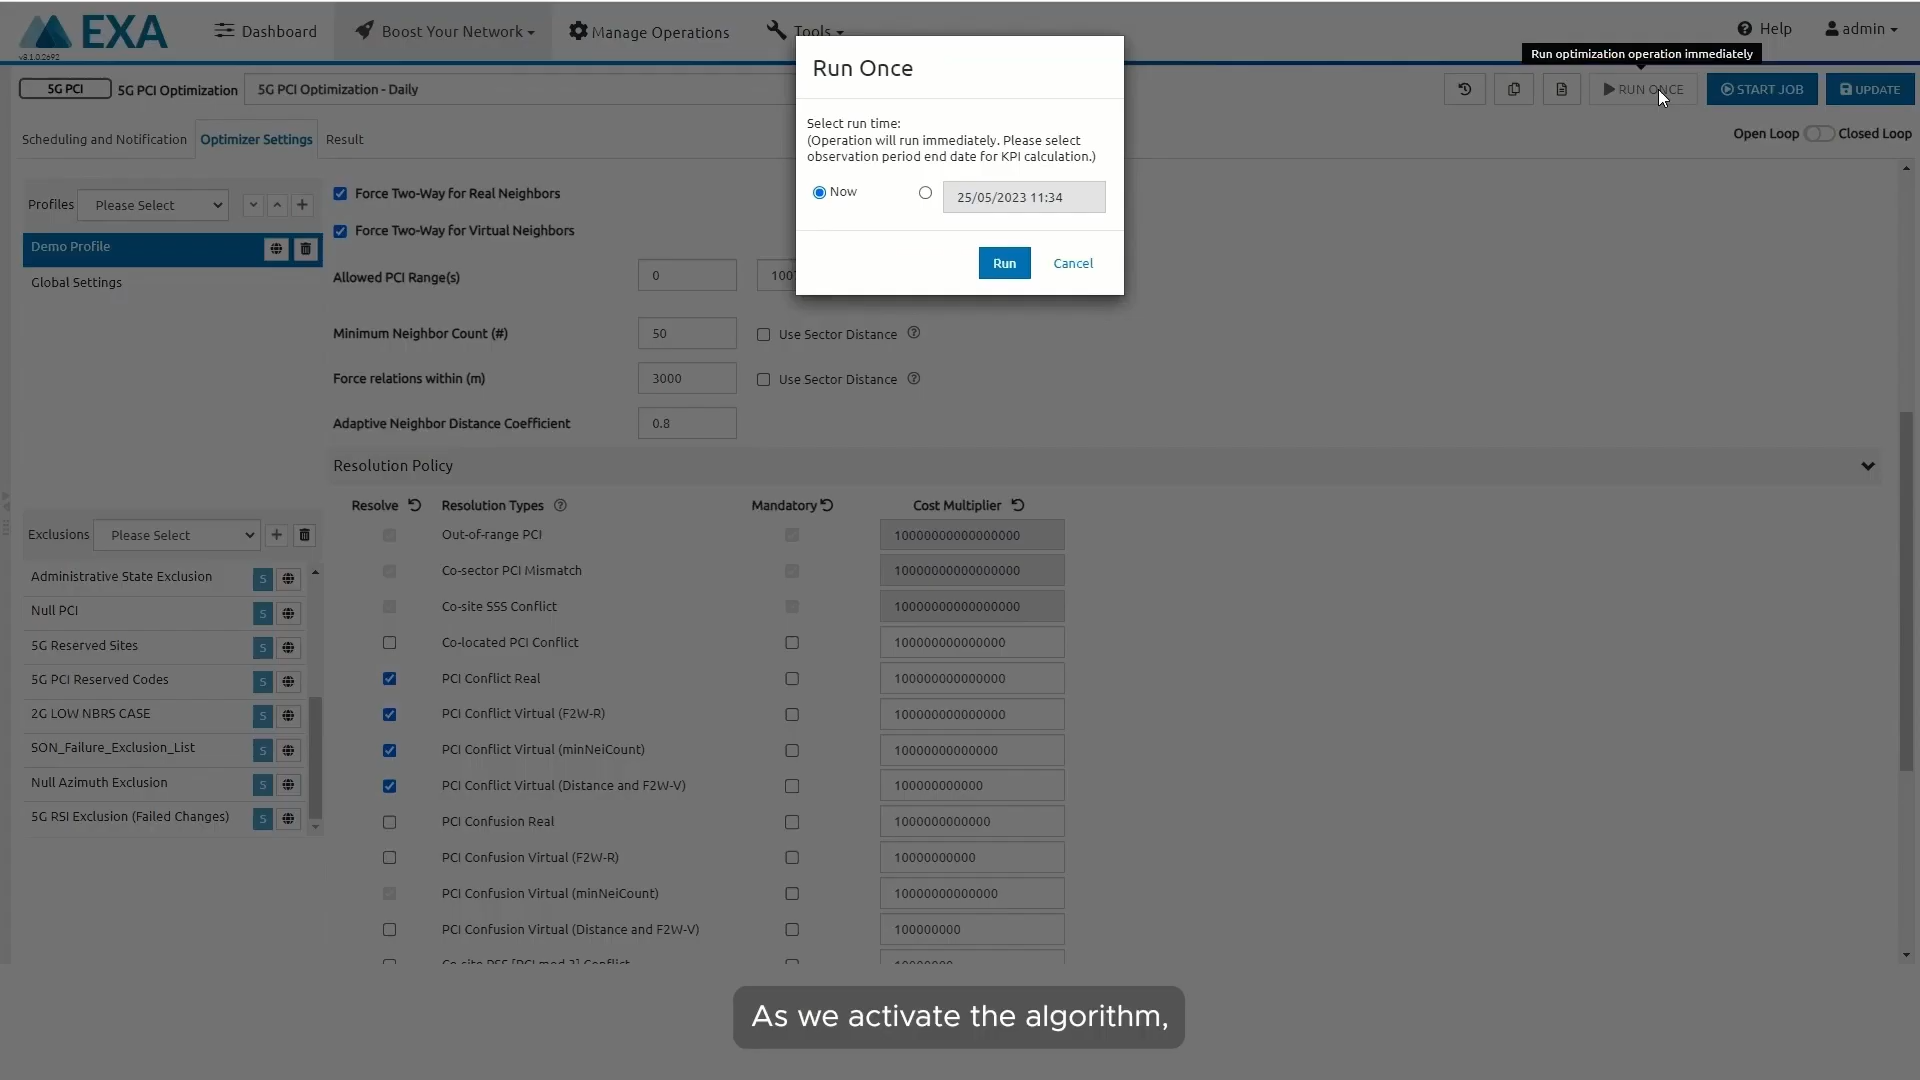 EXA
v8.1.0.2692
Dashboard
Boost Your Network
Manage Operations
Tools
Help
admin
Run optimization operation immediately
5G PCI
5G PCI Optimization
5G PCI Optimization - Daily
RUN ONCE
START JOB
UPDATE
Scheduling and Notification
Optimizer Settings
Result
Open Loop
Closed Loop
Run Once
Select run time:
(Operation will run immediately. Please select
observation period end date for KPI calculation.)
Now
25/05/2023 11:34
Run
Cancel
Profiles
Please Select
Demo Profile
Global Settings
Force Two-Way for Real Neighbors
Force Two-Way for Virtual Neighbors
Allowed PCI Range(s)
0
Minimum Neighbor Count (#)
50
Use Sector Distance
Force relations within (m)
3000
Use Sector Distance
Adaptive Neighbor Distance Coefficient
0.8
Exclusions
Please Select
Administrative State Exclusion
S
Null PCI
S
5G Reserved Sites
S
5G PCI Reserved Codes
S
2G LOW NBRS CASE
S
SON_Failure_Exclusion_List
S
Null Azimuth Exclusion
S
5G RSI Exclusion (Failed Changes)
S
Resolution Policy
Resolve
Resolution Types
Mandatory
Cost Multiplier
Out-of-range PCI
10000000000000000
Co-sector PCI Mismatch
10000000000000000
Co-site SSS Conflict
10000000000000000
Co-located PCI Conflict
100000000000000
PCI Conflict Real
100000000000000
PCI Conflict Virtual (F2W-R)
100000000000000
PCI Conflict Virtual (minNeiCount)
10000000000000
PCI Conflict Virtual (Distance and F2W-V)
100000000000
PCI Confusion Real
1000000000000
PCI Confusion Virtual (F2W-R)
10000000000
PCI Confusion Virtual (minNeiCount)
10000000000000
PCI Confusion Virtual (Distance and F2W-V)
100000000
Co-site PSS [PCI mod 3] Conflict
As we activate the algorithm,